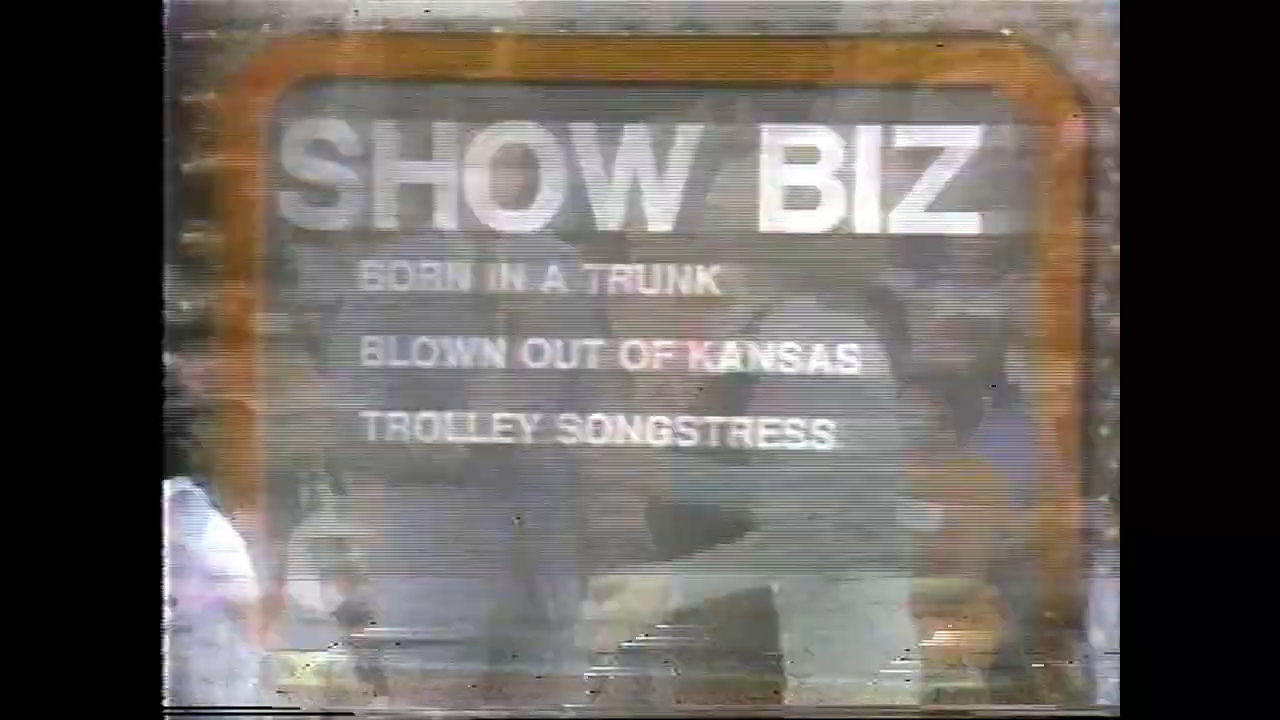 SHOW BIZ
BORN IN A TRUNK
BLOWN OUT OF KANSAS
TROLLEY SONGSTRESS